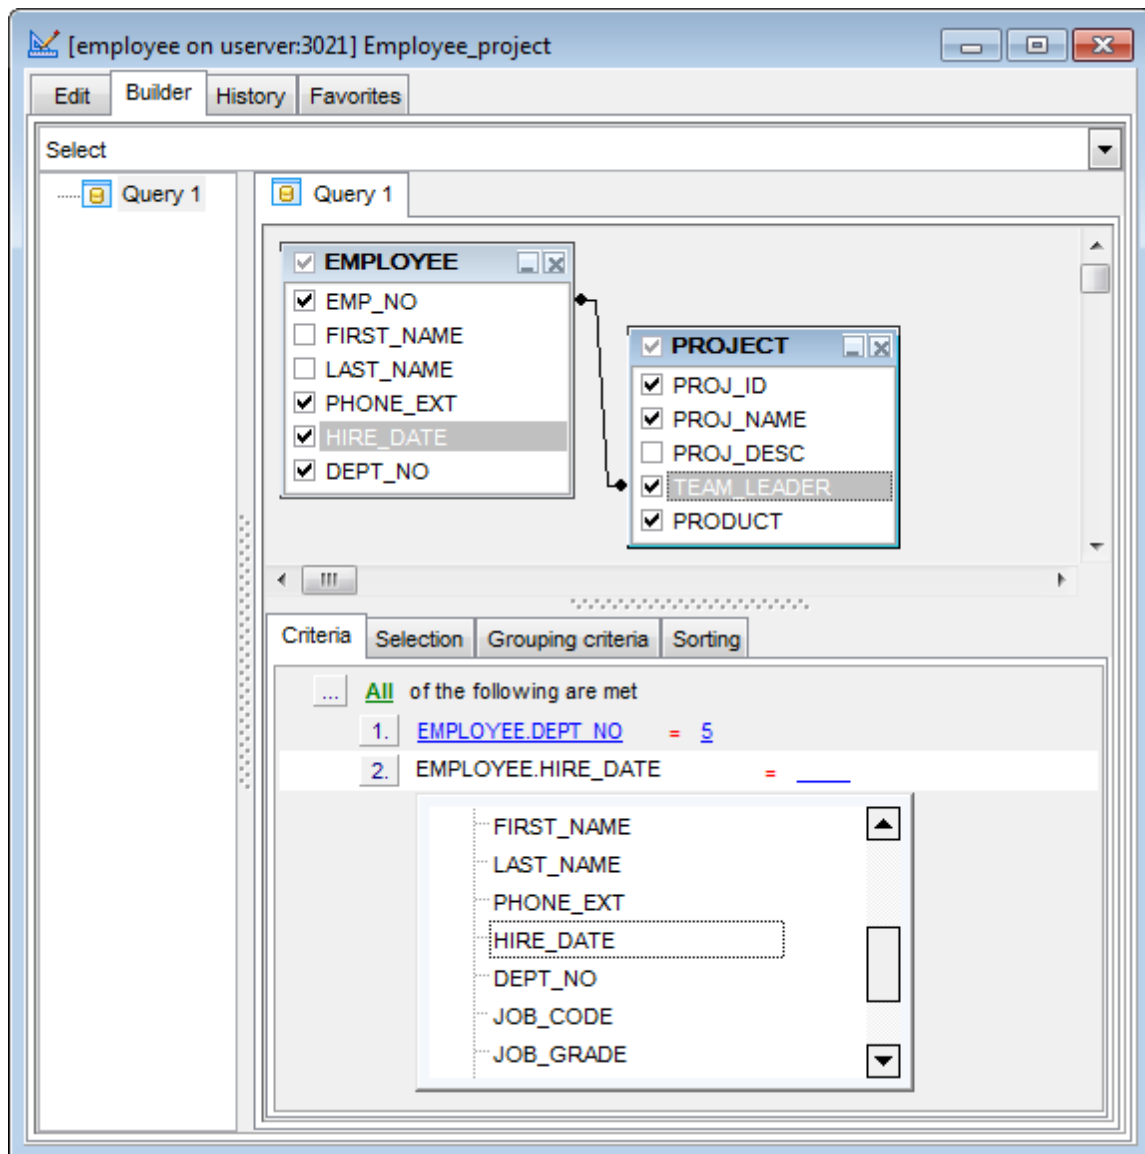 [employee on userver:3021] Employee_project
Edit Builder History Favorites
Select
Query 1
Query 1
EMPLOYEE
EMP_NO
FIRST_NAME
LAST_NAME
PHONE_EXT
HIRE_DATE
DEPT_NO
PROJECT
PROJ_ID
PROJ_NAME
PROJ_DESC
TEAM_LEADER
PRODUCT
Criteria Selection Grouping criteria Sorting
... All of the following are met
1. EMPLOYEE.DEPT_NO = 5
2. EMPLOYEE.HIRE_DATE = ____
FIRST_NAME
LAST_NAME
PHONE_EXT
HIRE_DATE
DEPT_NO
JOB_CODE
JOB_GRADE